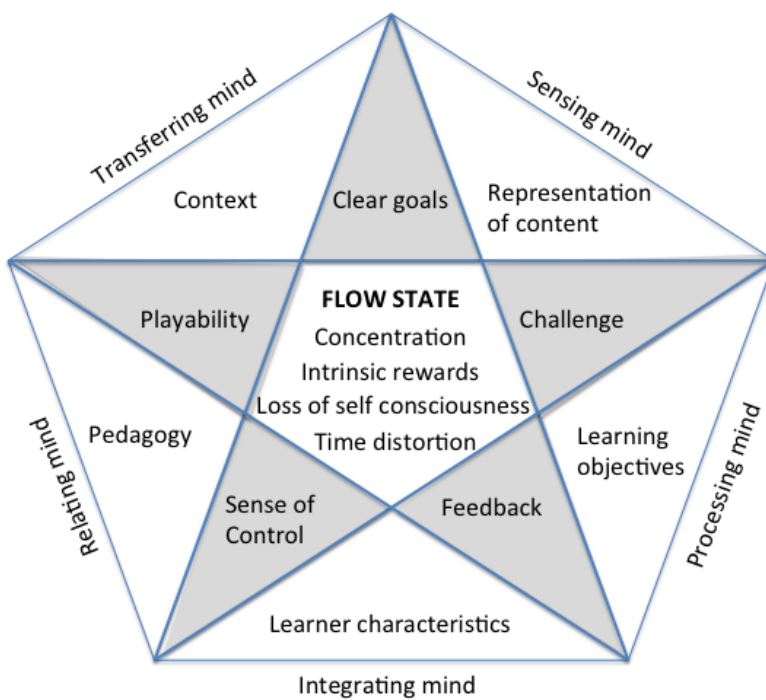 Transferring mind
Sensing mind
Context
Clear goals
Representation
of content
FLOW STATE
Playability
Challenge
Concentration
Intrinsic rewards
Loss of self consciousness
Time distortion
Relating mind
Pedagogy
Learning
objectives
Processing mind
Sense of
Control
Feedback
Learner characteristics
Integrating mind